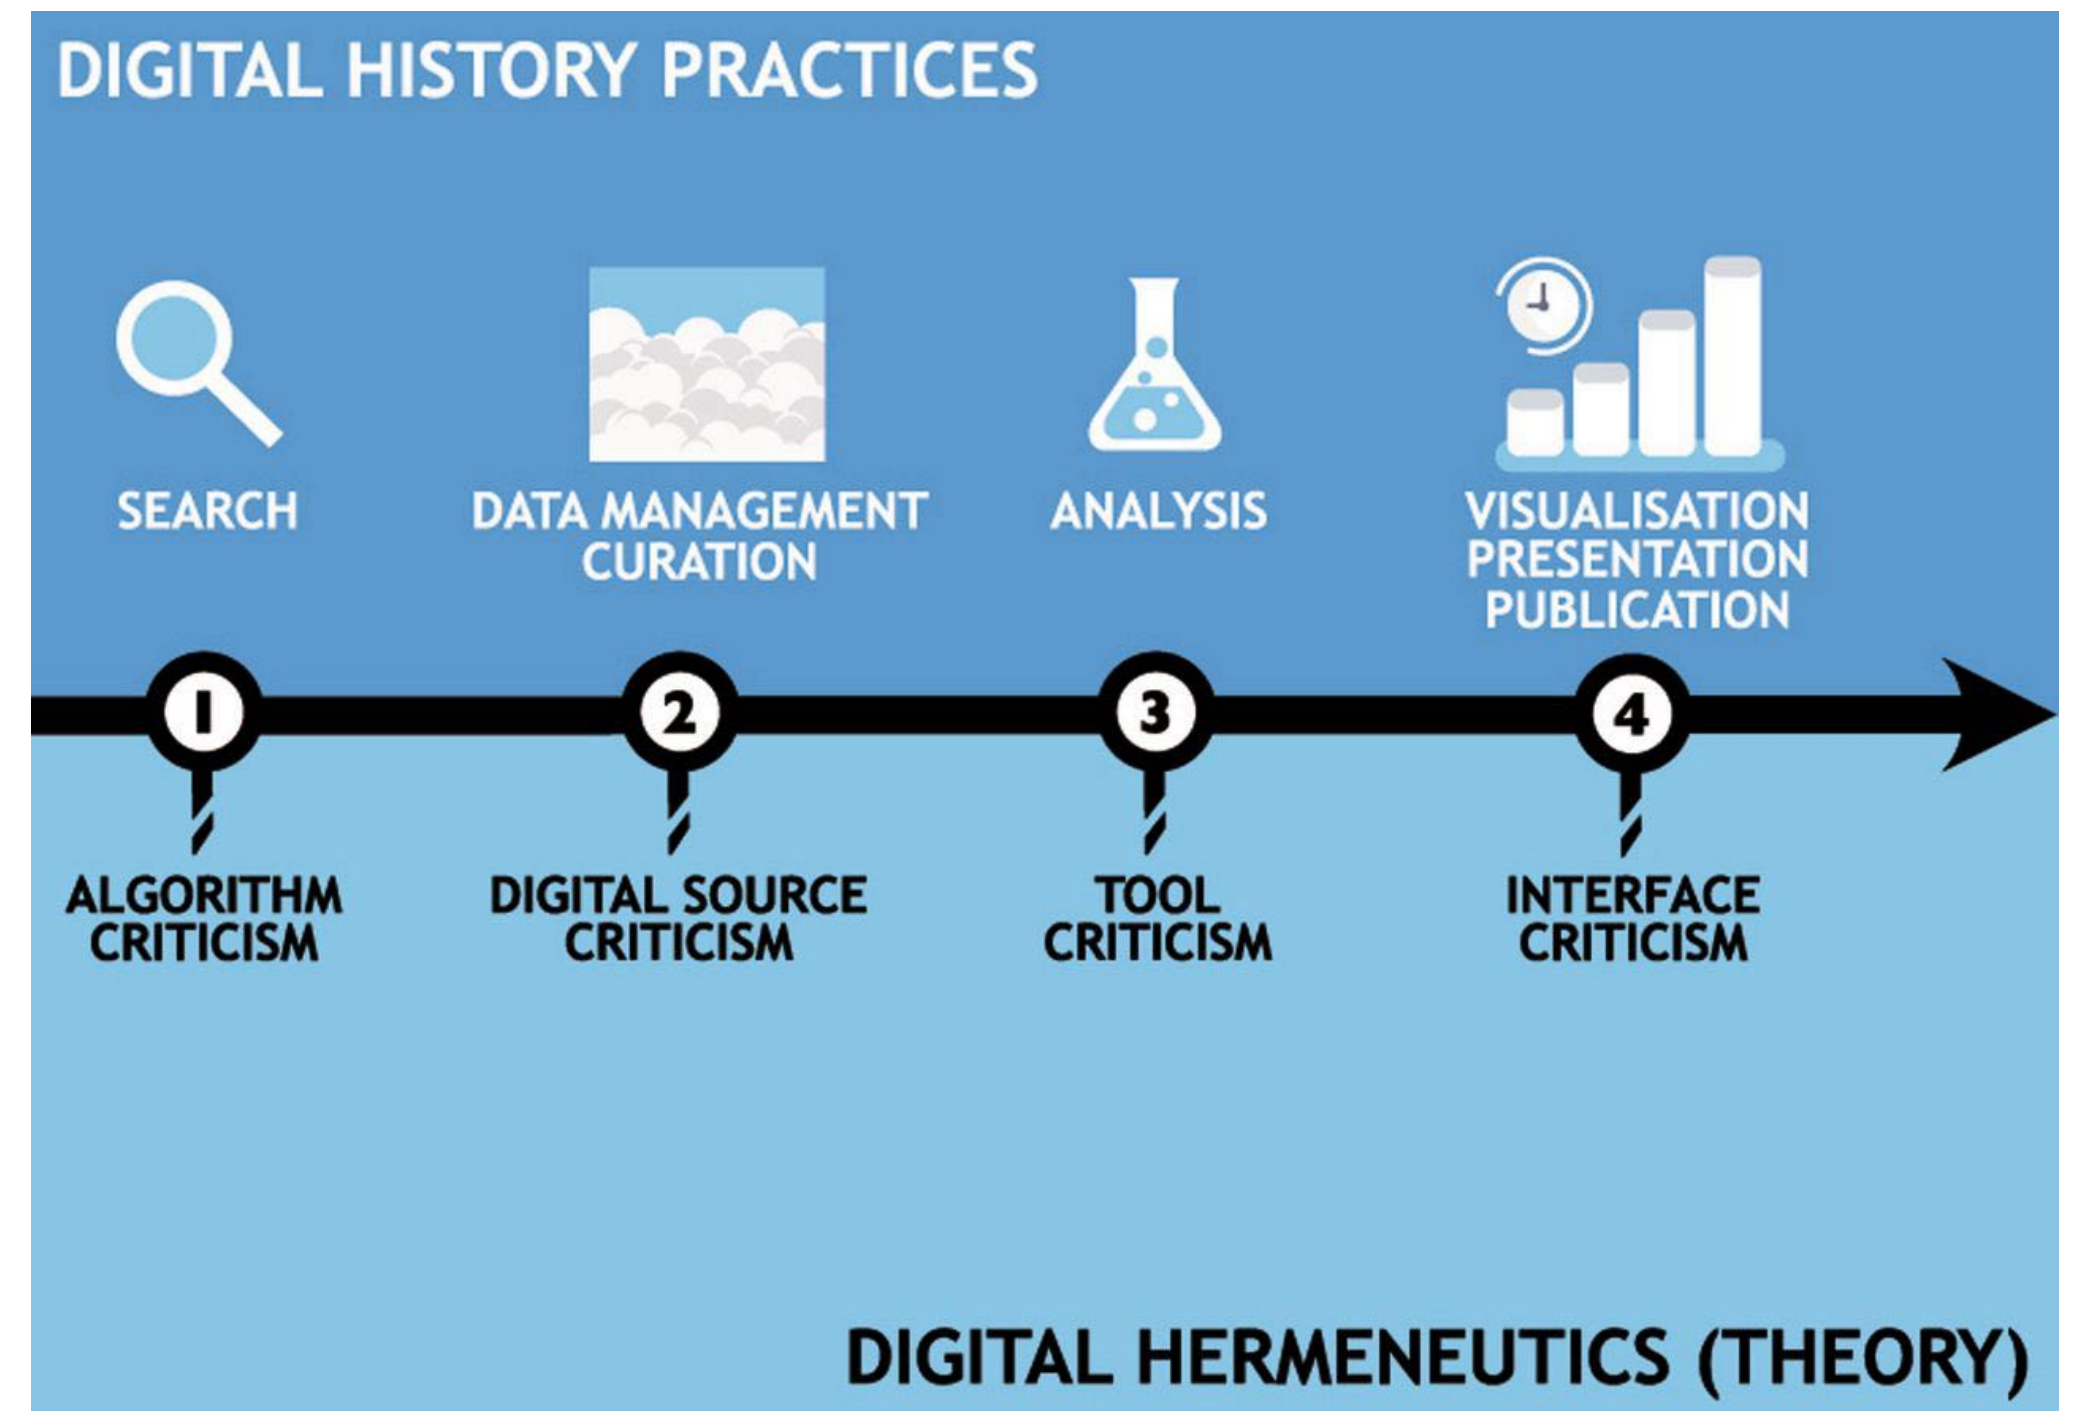 DIGITAL HISTORY PRACTICES
SEARCH
DATA MANAGEMENT
CURATION
ANALYSIS
VISUALISATION
PRESENTATION
PUBLICATION
1
2
3
4
ALGORITHM
CRITICISM
DIGITAL SOURCE
CRITICISM
TOOL
CRITICISM
INTERFACE
CRITICISM
DIGITAL HERMENEUTICS (THEORY)